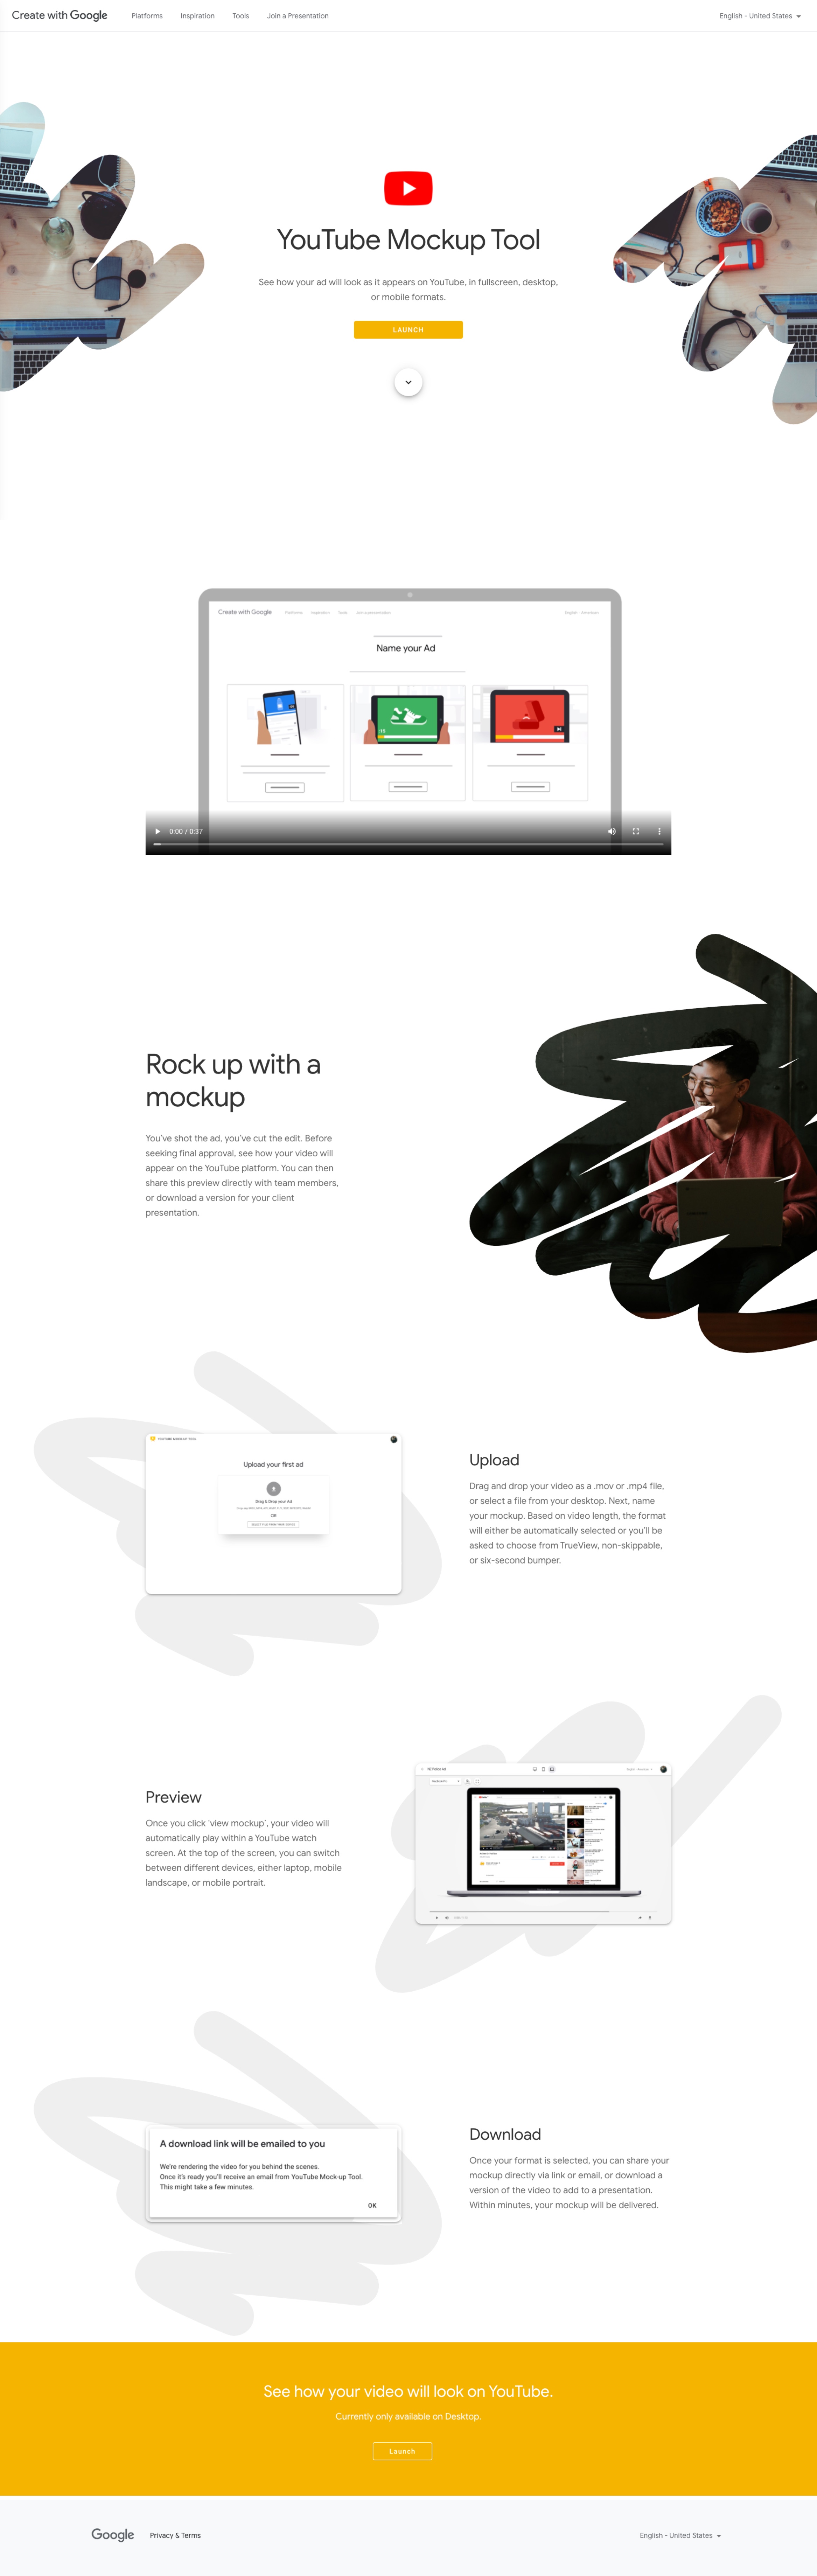 Create with Google
Platforms
Inspiration
Tools
Join a Presentation
English - United States
YouTube Mockup Tool
See how your ad will look as it appears on YouTube, in fullscreen, desktop,
or mobile formats.
LAUNCH
Create with Google
Platforms
Inspiration
Tools
Name your Ad
0:00 / 0:37
Rock up with a
mockup
You've shot the ad, you've cut the edit. Before
seeking final approval, see how your video will
appear on the YouTube platform. You can then
share this preview directly with team members,
or download a version for your client
presentation.
YOUTUBE MOCK-UP TOOL
Upload your first ad
Drag & Drop your Ad
OR
Upload
Drag and drop your video as a .mov or .mp4 file,
or select a file from your desktop. Next, name
your mockup. Based on video length, the format
will either be automatically selected or you'll be
asked to choose from TrueView, non-skippable,
or six-second bumper.
Preview
Once you click 'view mockup', your video will
automatically play within a YouTube watch
screen. At the top of the screen, you can switch
between different devices, either laptop, mobile
landscape, or mobile portrait.
A download link will be emailed to you
We're rendering the video for you behind the scenes.
Once it's ready you'll receive an email from YouTube Mock-up Tool.
This might take a few minutes.
OK
Download
Once your format is selected, you can share your
mockup directly via link or email, or download a
version of the video to add to a presentation.
Within minutes, your mockup will be delivered.
See how your video will look on YouTube.
Currently only available on Desktop.
Launch
Google
Privacy & Terms
English - United States